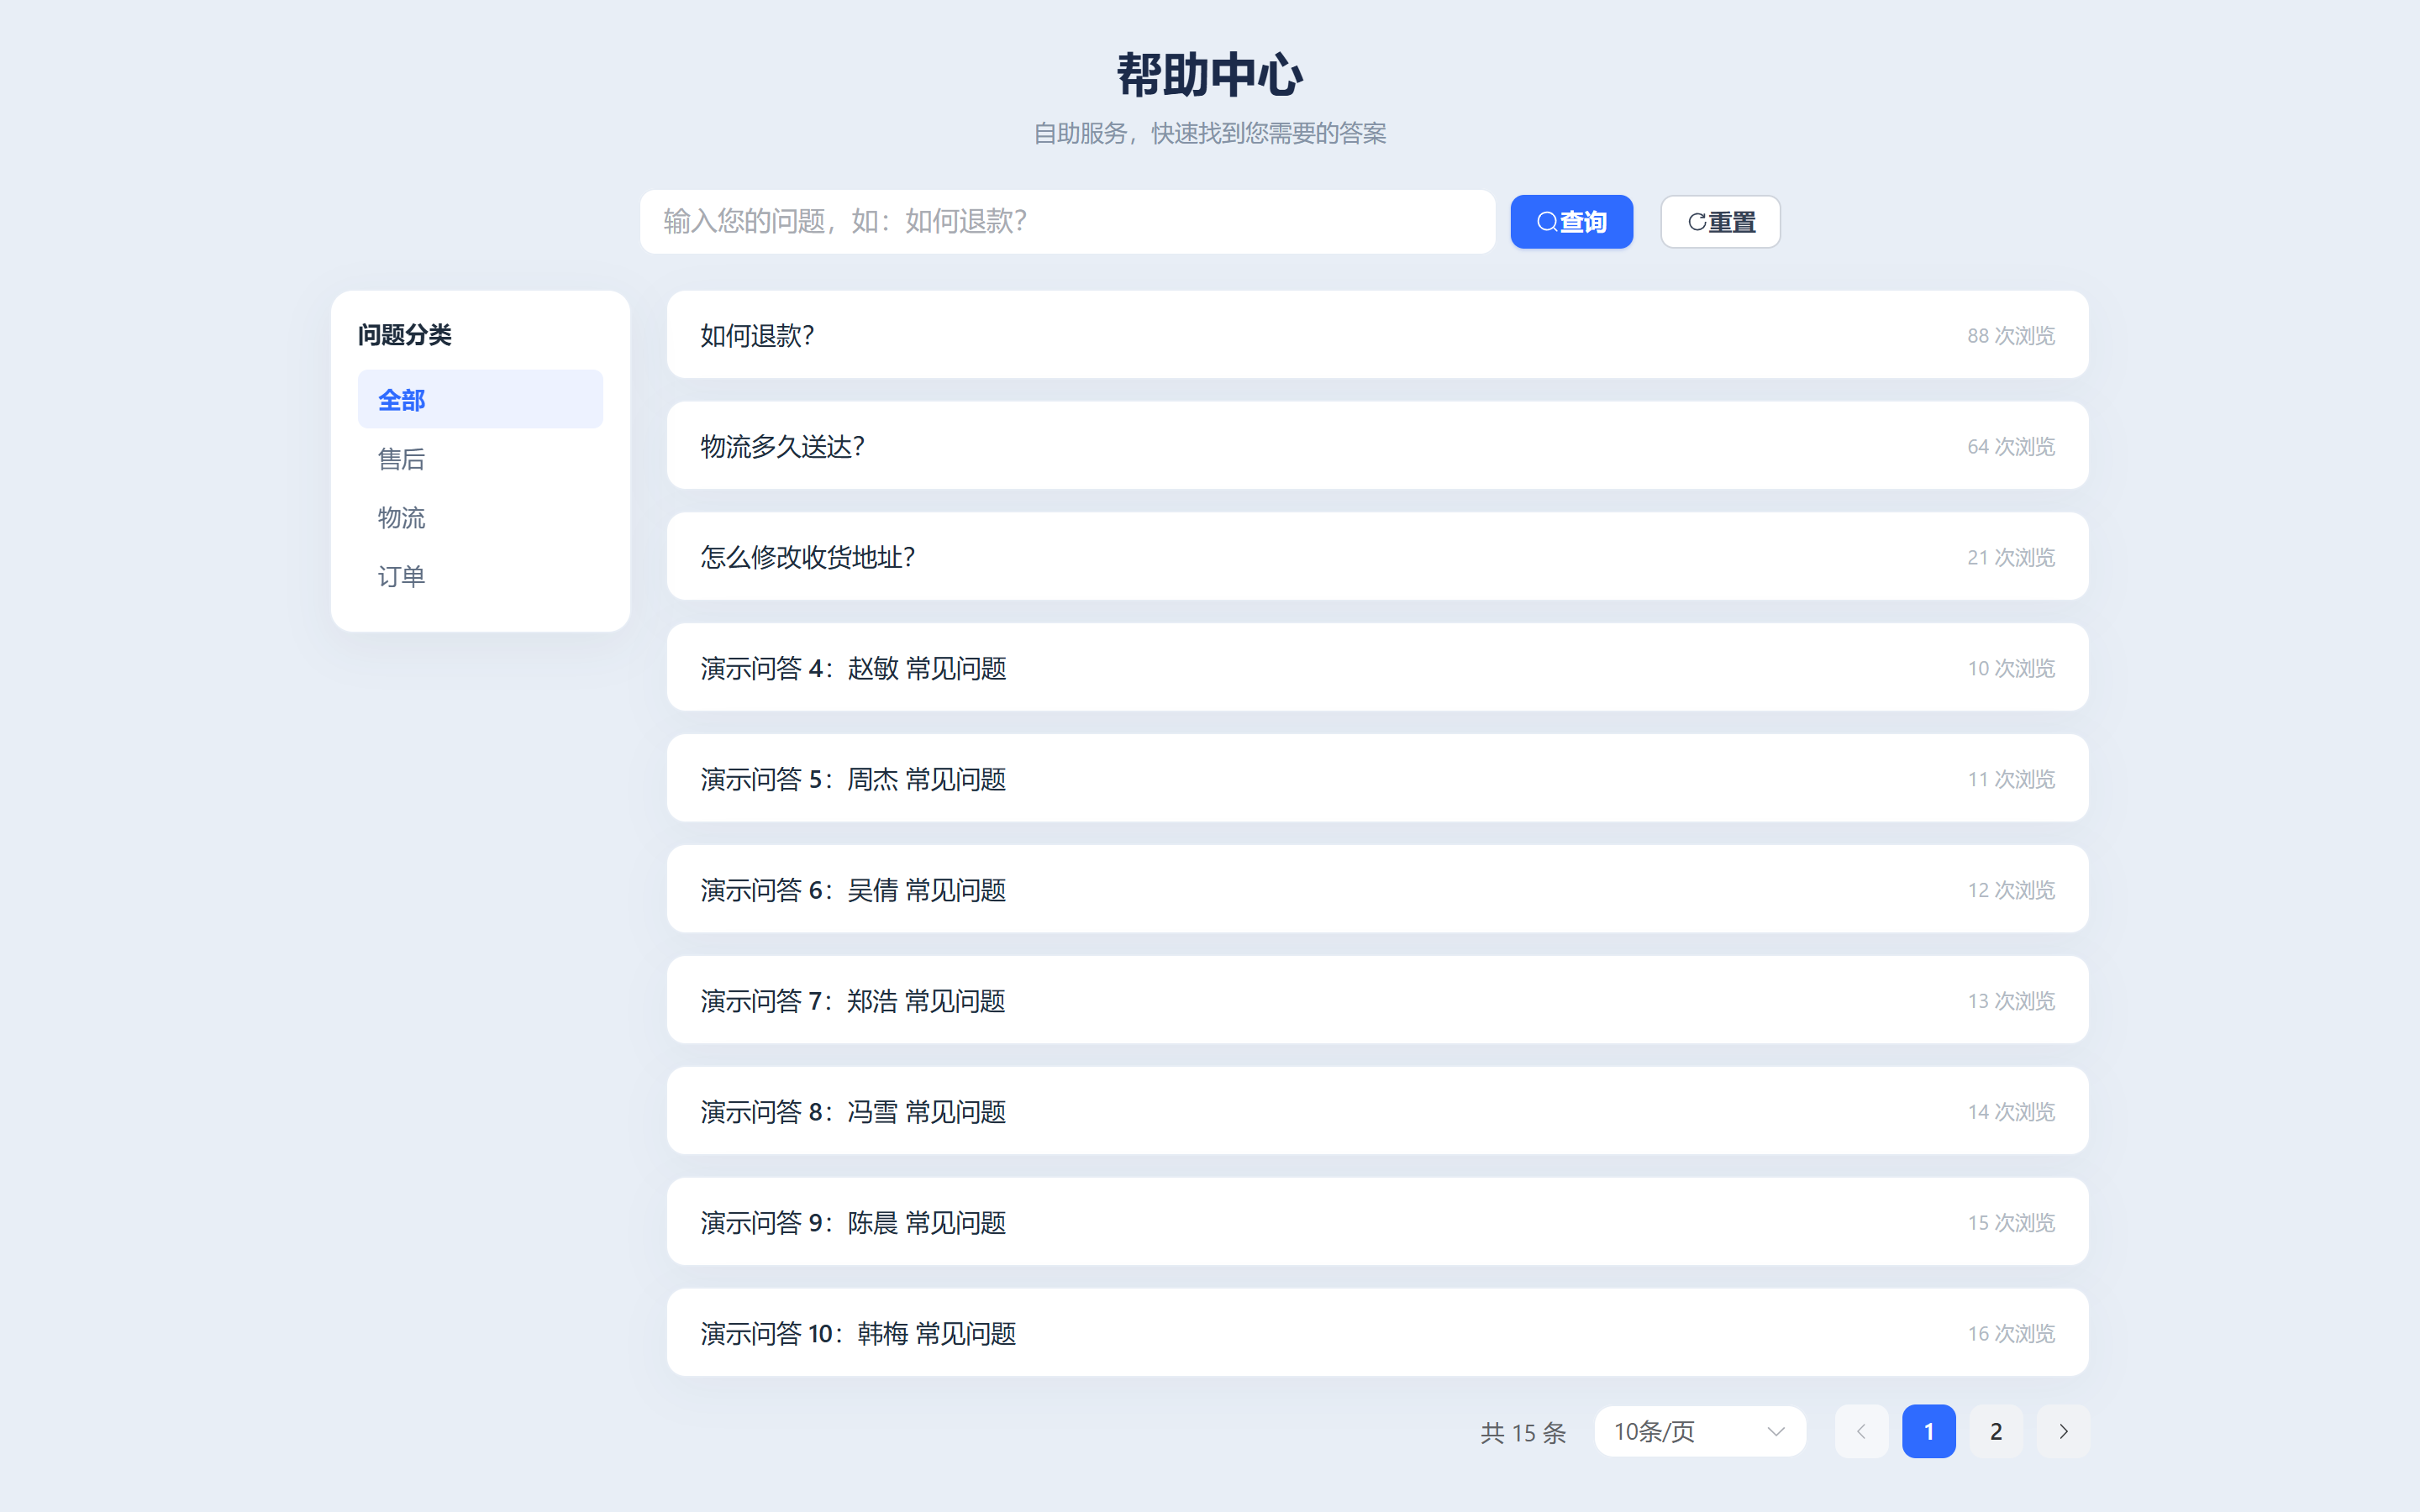 帮助中心
自助服务，快速找到您需要的答案
输入您的问题，如：如何退款？ 查询 重置
问题分类
全部
售后
物流
订单
如何退款？ 88 次浏览
物流多久送达？ 64 次浏览
怎么修改收货地址？ 21 次浏览
演示问答 4：赵敏 常见问题 10 次浏览
演示问答 5：周杰 常见问题 11 次浏览
演示问答 6：吴倩 常见问题 12 次浏览
演示问答 7：郑浩 常见问题 13 次浏览
演示问答 8：冯雪 常见问题 14 次浏览
演示问答 9：陈晨 常见问题 15 次浏览
演示问答 10：韩梅 常见问题 16 次浏览
共 15 条 10条/页 1 2